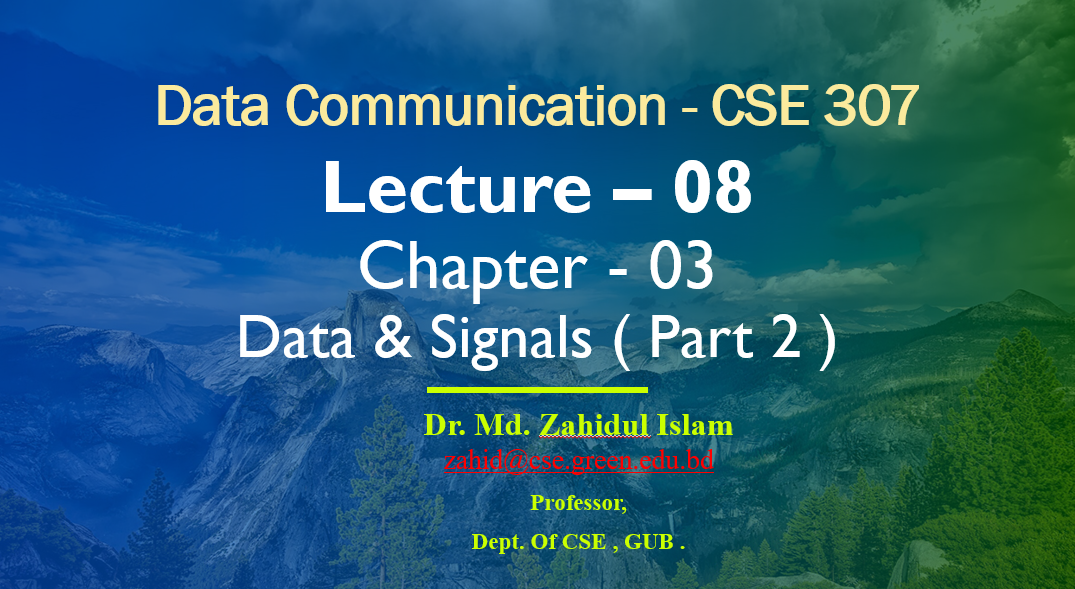 Data Communication - CSE 307
Lecture – 08
Chapter - 03
Data & Signals ( Part 2 )
Dr. Md. Zahidul Islam
zahid@cse.green.edu.bd
Professor,
Dept. Of CSE , GUB .